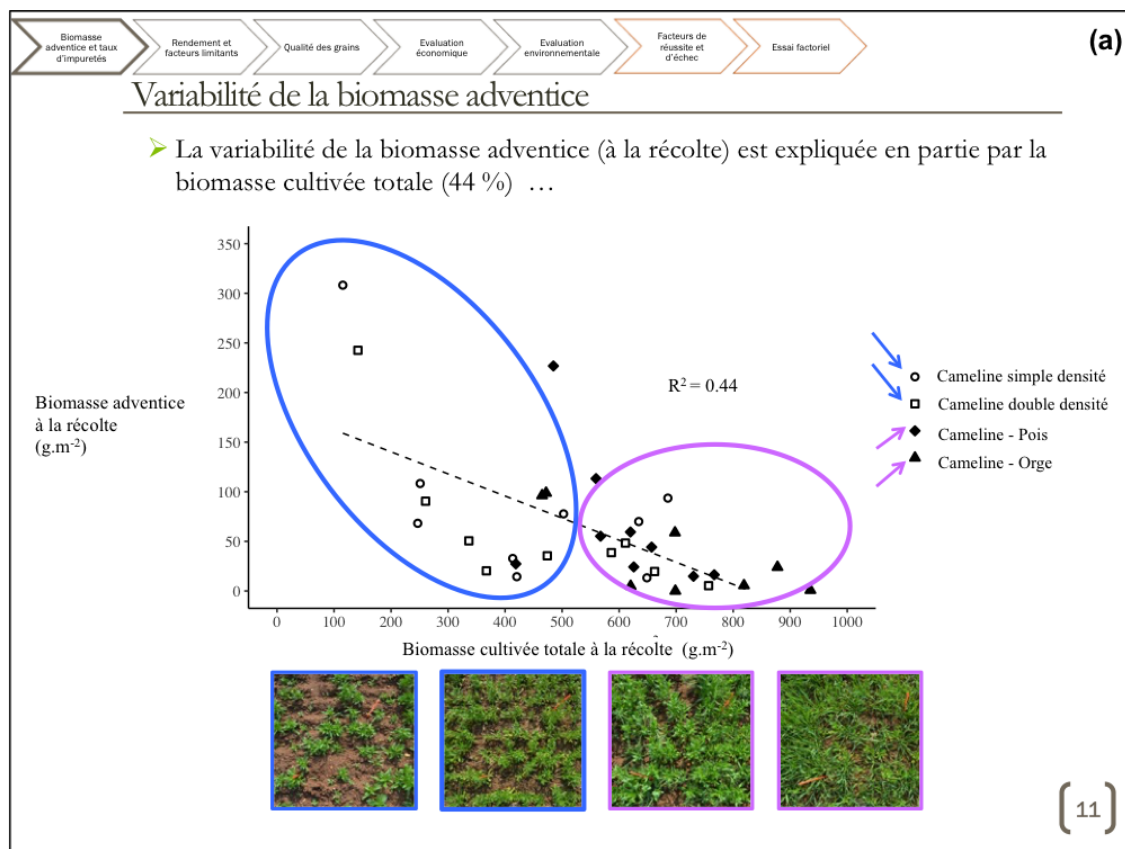 Biomasse
adventice et taux
d'impuretés
Rendement et
facteurs limitants
Qualité des grains
Evaluation
économique
Evaluation
environnementale
Facteurs de
réussite et
d'échec
Essai factoriel
(a)
Variabilité de la biomasse adventice
La variabilité de la biomasse adventice (à la récolte) est expliquée en partie par la
biomasse cultivée totale (44 %) …
Biomasse adventice
à la récolte
(g.m-2)
350
300
250
200
150
100
50
0
R2 = 0.44
Cameline simple densité
Cameline double densité
Cameline - Pois
Cameline - Orge
0 100 200 300 400 500 600 700 800 900 1000
Biomasse cultivée totale à la récolte (g.m-2)
11